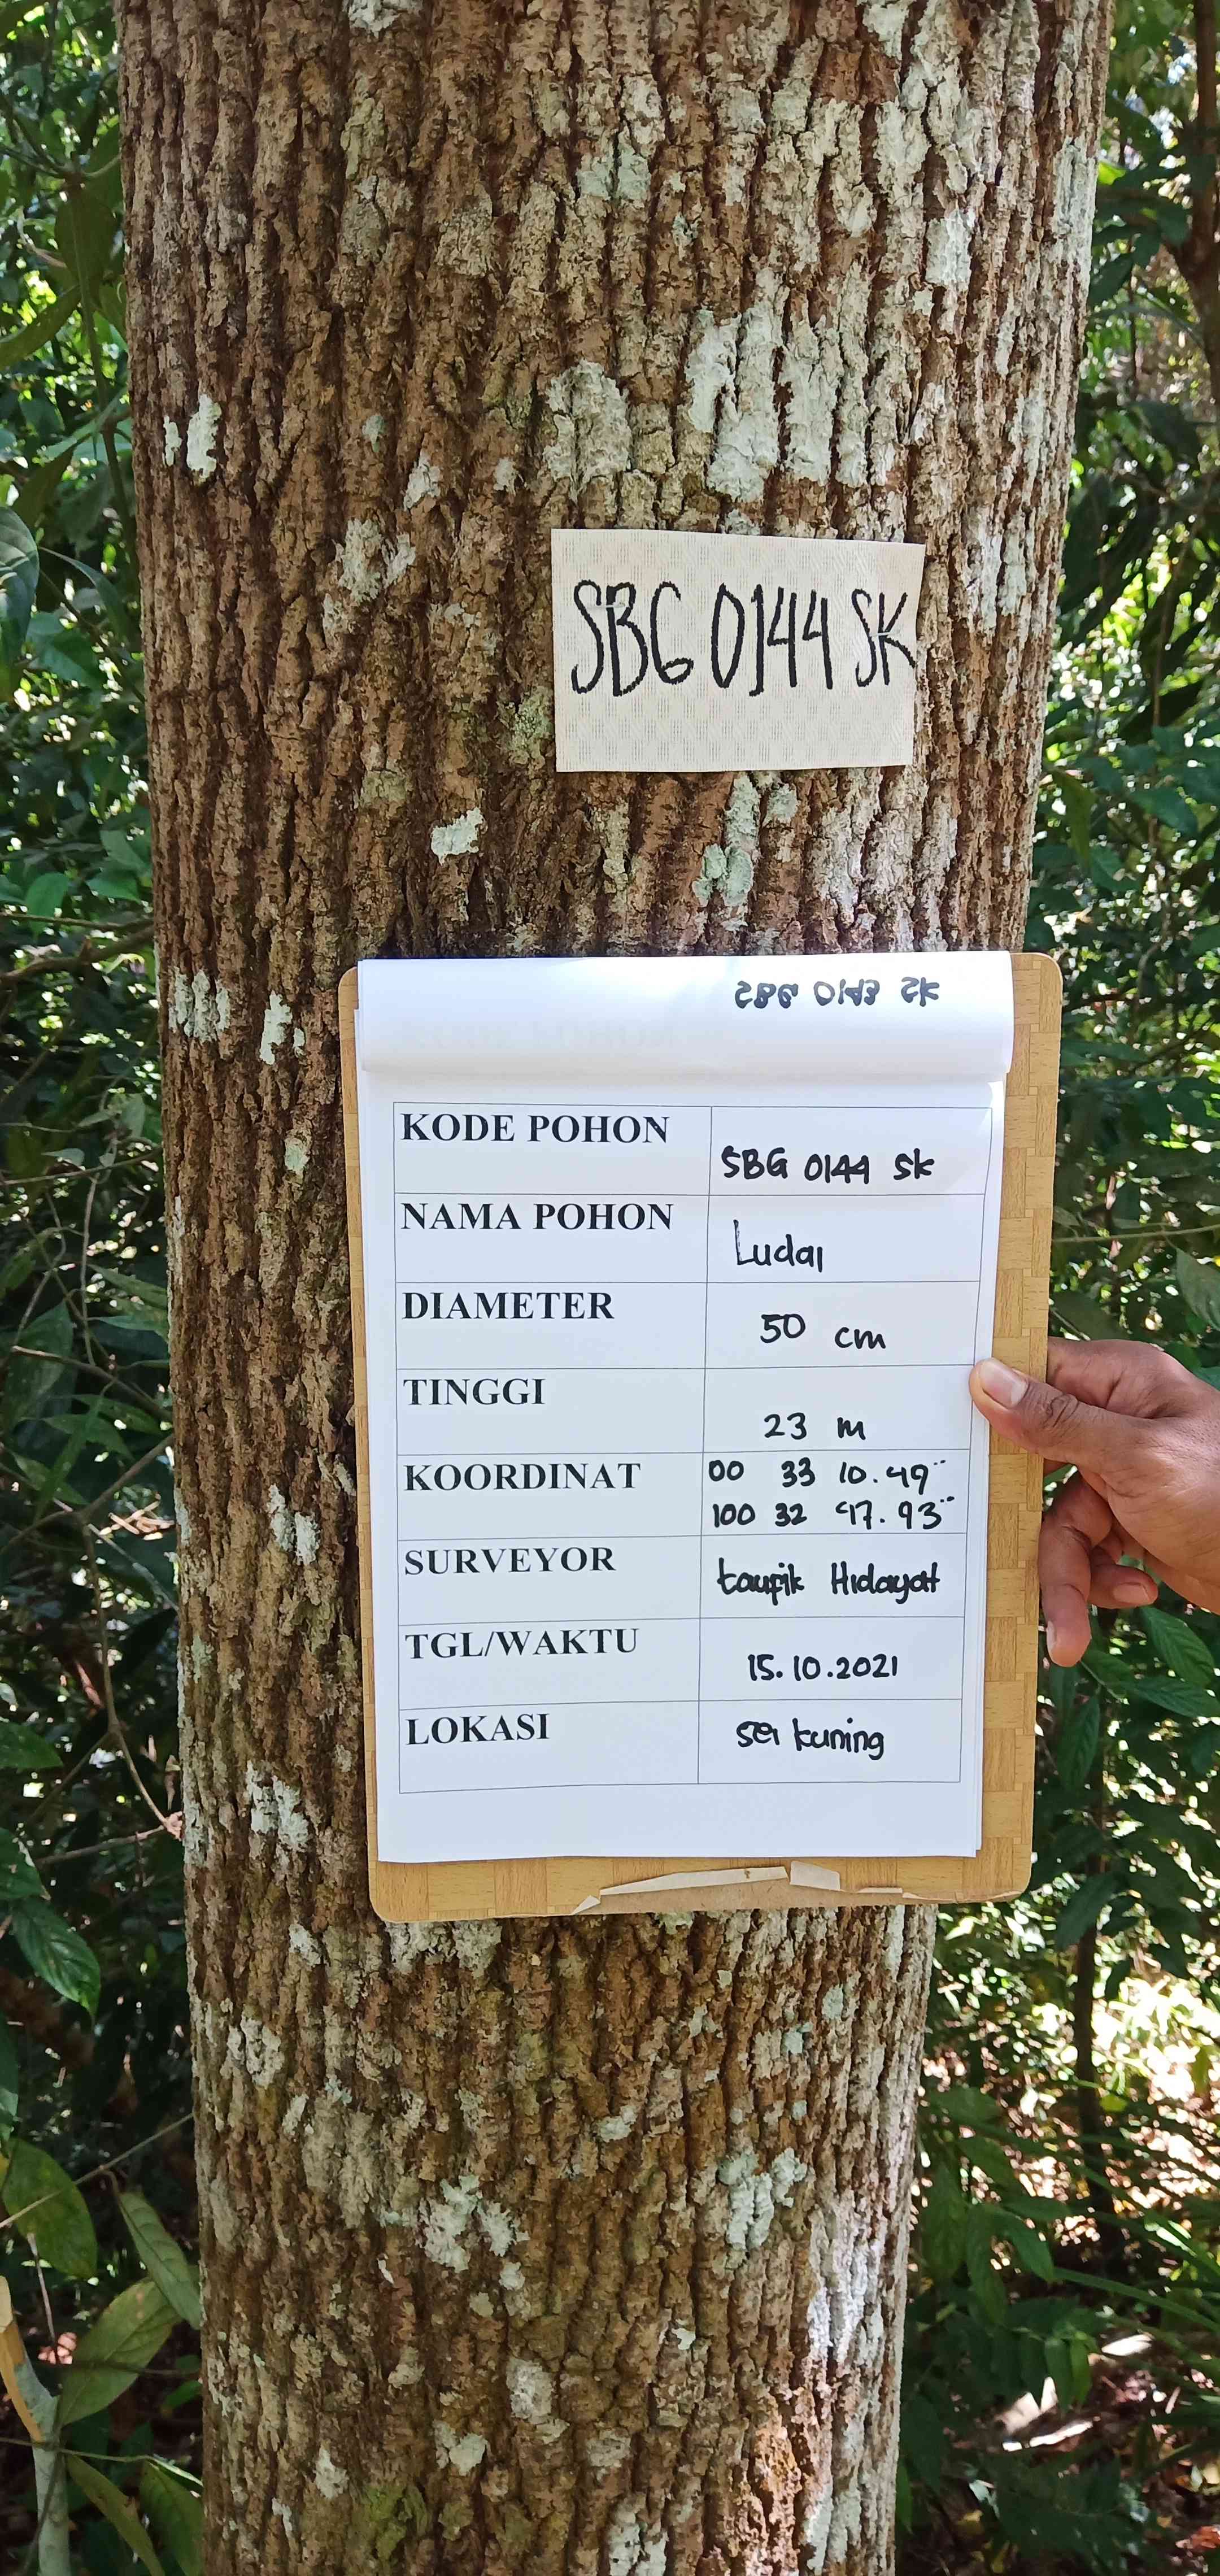 SBG 0144 SK
SBG 0143 SK
KODE POHON SBG 0144 SK
NAMA POHON Ludai
DIAMETER 50 cm
TINGGI 23 m
KOORDINAT 00 33 10.49"
100 32 47.93"
SURVEYOR taufik Hidayat
TGL/WAKTU 15.10.2021
LOKASI sei kuning